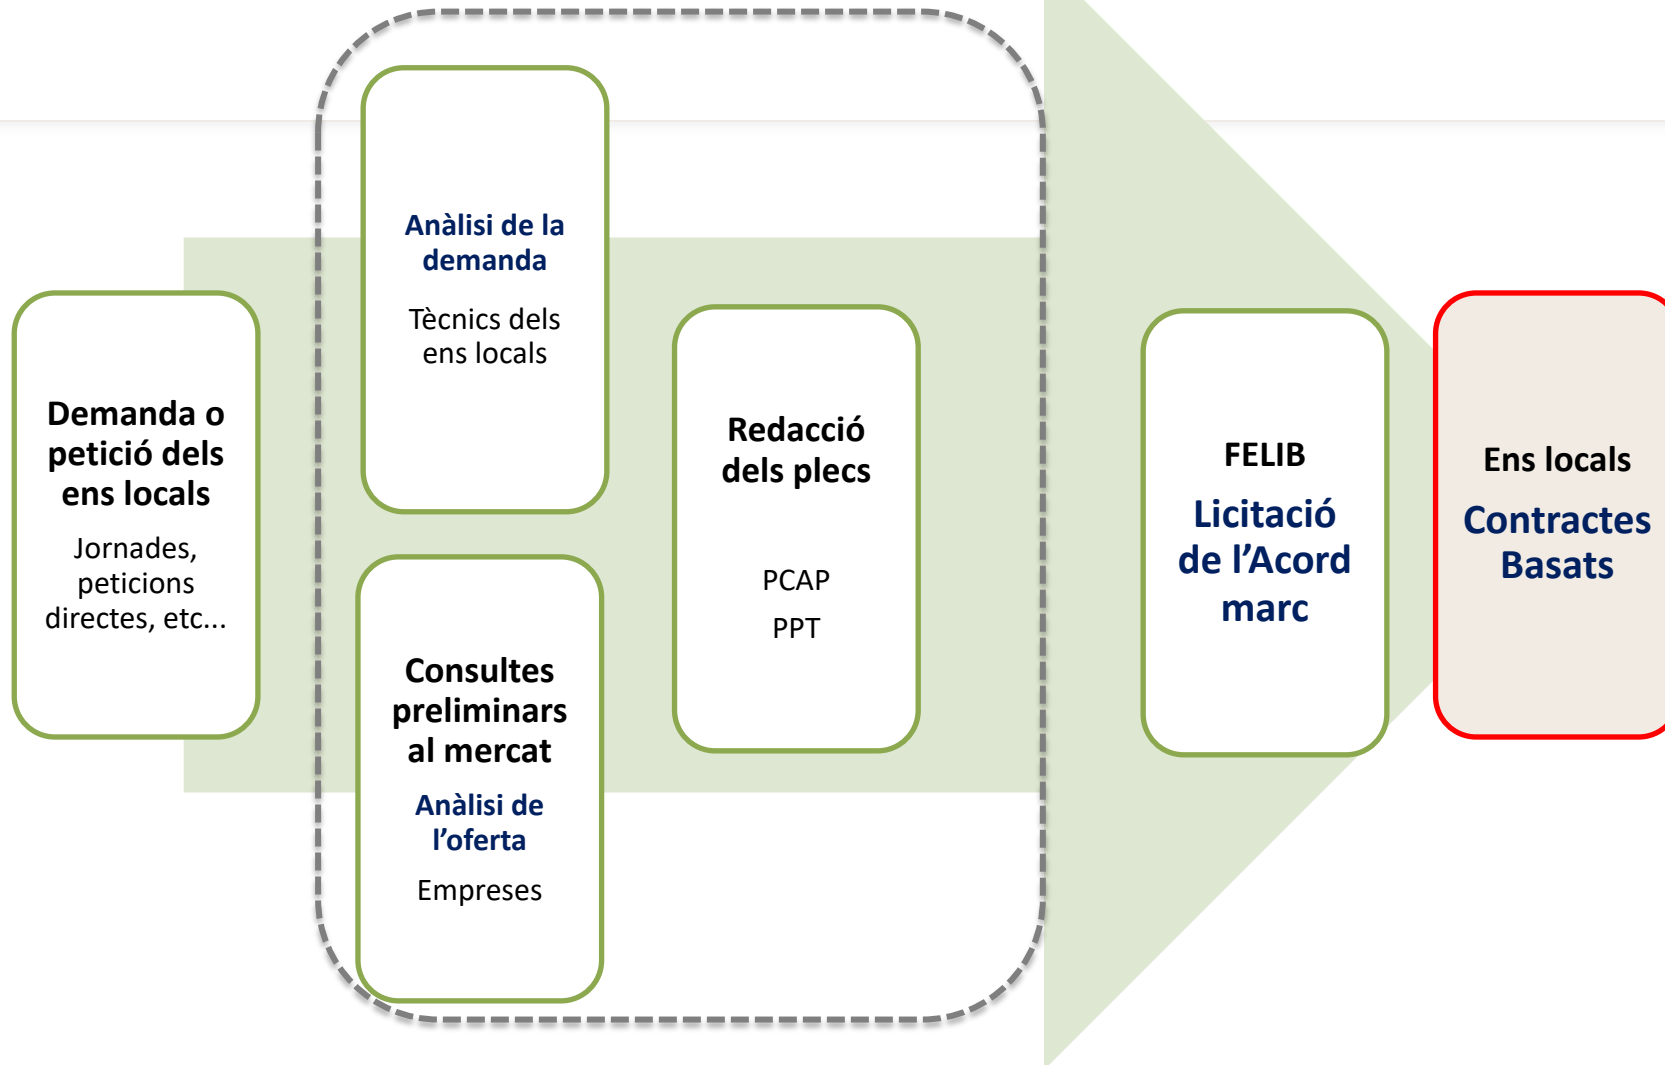 Demanda o
petició dels
ens locals
Jornades,
peticions
directes, etc...
Anàlisi de la
demanda
Tècnics dels
ens locals
Consultes
preliminars
al mercat
Anàlisi de
l’oferta
Empreses
Redacció
dels plecs
PCAP
PPT
FELIB
Licitació
de l’Acord
marc
Ens locals
Contractes
Basats